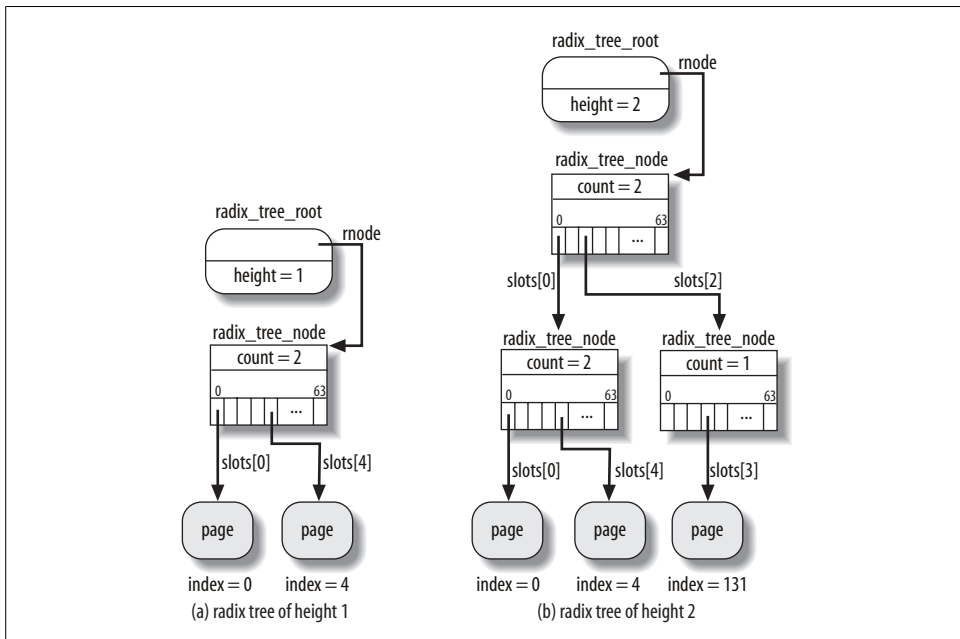 radix_tree_root
rnode
height = 2
radix_tree_node
count = 2
0 63
...
slots[0] slots[2]
radix_tree_root
rnode
height = 1
radix_tree_node
count = 2
0 63
...
slots[0] slots[4]
page page
index = 0 index = 4
(a) radix tree of height 1
radix_tree_node radix_tree_node
count = 2 count = 1
0 63 0 63
... ...
slots[0] slots[4] slots[3]
page page page
index = 0 index = 4 index = 131
(b) radix tree of height 2